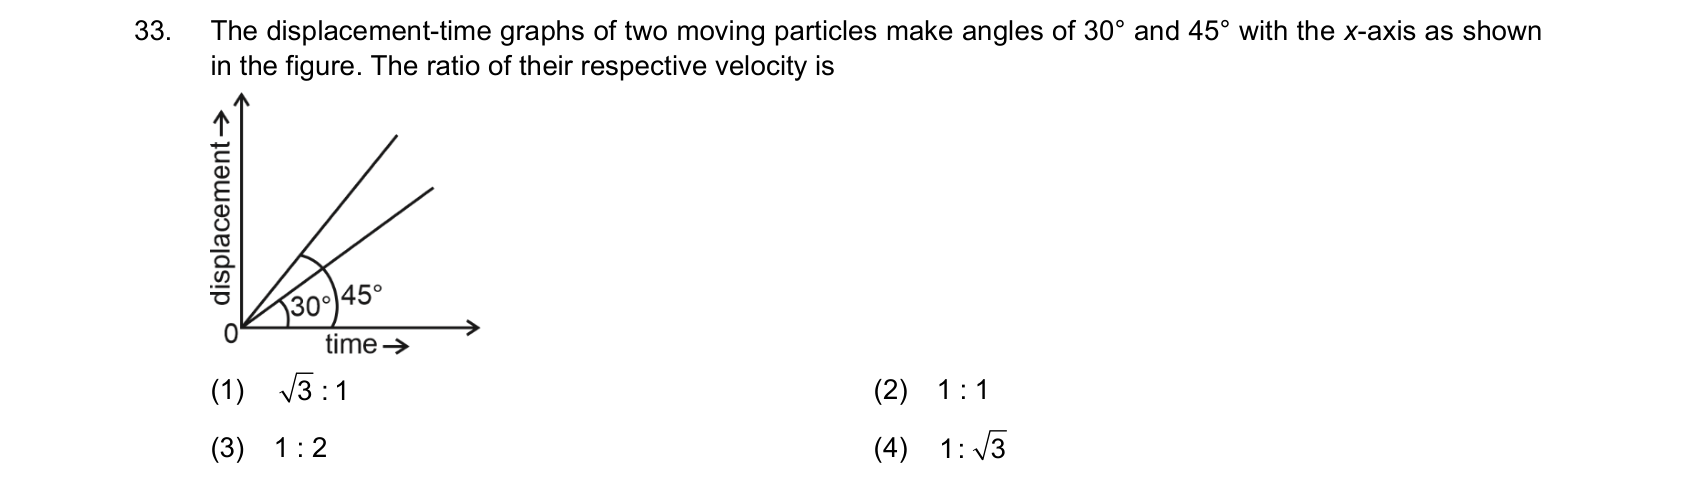 33. The displacement-time graphs of two moving particles make angles of 30° and 45° with the x-axis as shown
in the figure. The ratio of their respective velocity is
displacement→
30° 45°
0
time→
(1) √3 : 1
(2) 1 : 1
(3) 1 : 2
(4) 1 : √3